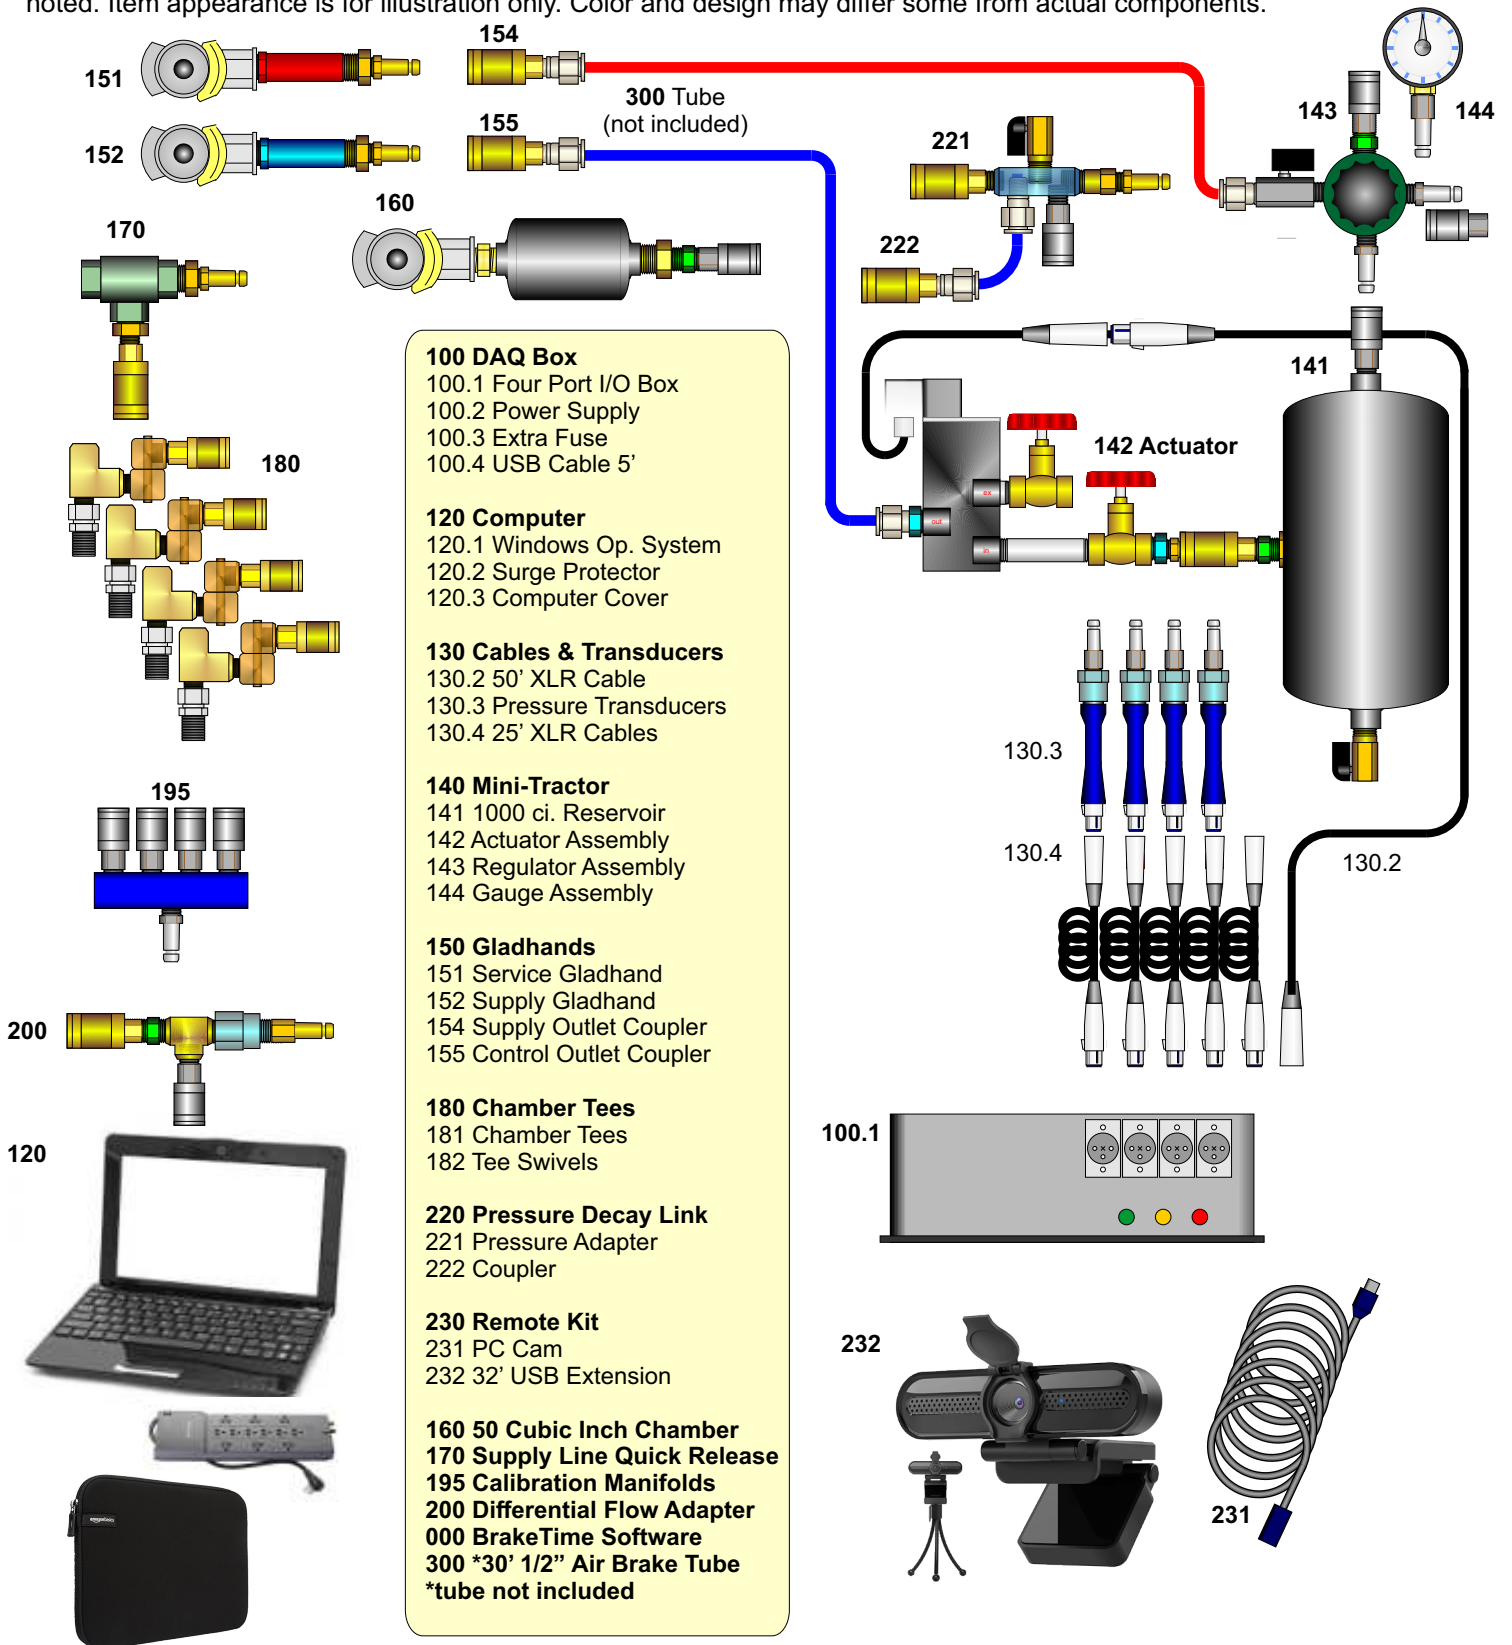 noted. Item appearance is for illustration only. Color and design may differ some from actual components.
154
151
300 Tube
(not included)
143
144
155
152
221
160
170
222
141
142 Actuator
ex
out
in
180
100 DAQ Box
100.1 Four Port I/O Box
100.2 Power Supply
100.3 Extra Fuse
100.4 USB Cable 5’
120 Computer
120.1 Windows Op. System
120.2 Surge Protector
120.3 Computer Cover
130 Cables & Transducers
130.2 50’ XLR Cable
130.3 Pressure Transducers
130.4 25’ XLR Cables
140 Mini-Tractor
141 1000 ci. Reservoir
142 Actuator Assembly
143 Regulator Assembly
144 Gauge Assembly
150 Gladhands
151 Service Gladhand
152 Supply Gladhand
154 Supply Outlet Coupler
155 Control Outlet Coupler
180 Chamber Tees
181 Chamber Tees
182 Tee Swivels
220 Pressure Decay Link
221 Pressure Adapter
222 Coupler
230 Remote Kit
231 PC Cam
232 32’ USB Extension
160 50 Cubic Inch Chamber
170 Supply Line Quick Release
195 Calibration Manifolds
200 Differential Flow Adapter
000 BrakeTime Software
300 *30’ 1/2” Air Brake Tube
*tube not included
130.3
130.4
130.2
195
200
120
100.1
232
231
amazonbasics